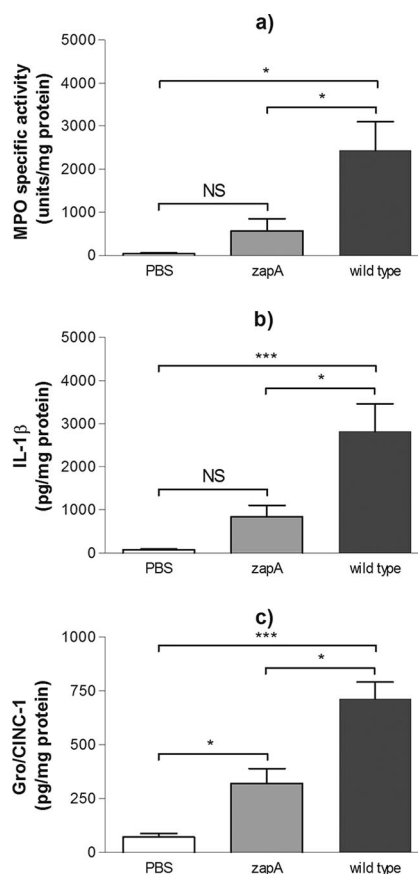 a)
MPO specific activity
(units/mg protein)
5000
4000
3000
2000
1000
0
*
*
NS
PBS zapA wild type
b)
IL-1β
(pg/mg protein)
5000
4000
3000
2000
1000
0
***
*
NS
PBS zapA wild type
c)
Gro/CINC-1
(pg/mg protein)
1000
750
500
250
0
***
*
*
PBS zapA wild type